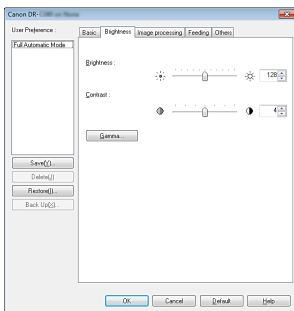 Canon DR-
User Preference :
Full Automatic Mode
Basic Brightness Image processing Feeding Others
Brightness :
128
Contrast :
4
Gamma...
Save(Y)...
Delete(J)
Restore(I)...
Back Up(X)...
OK Cancel Default Help